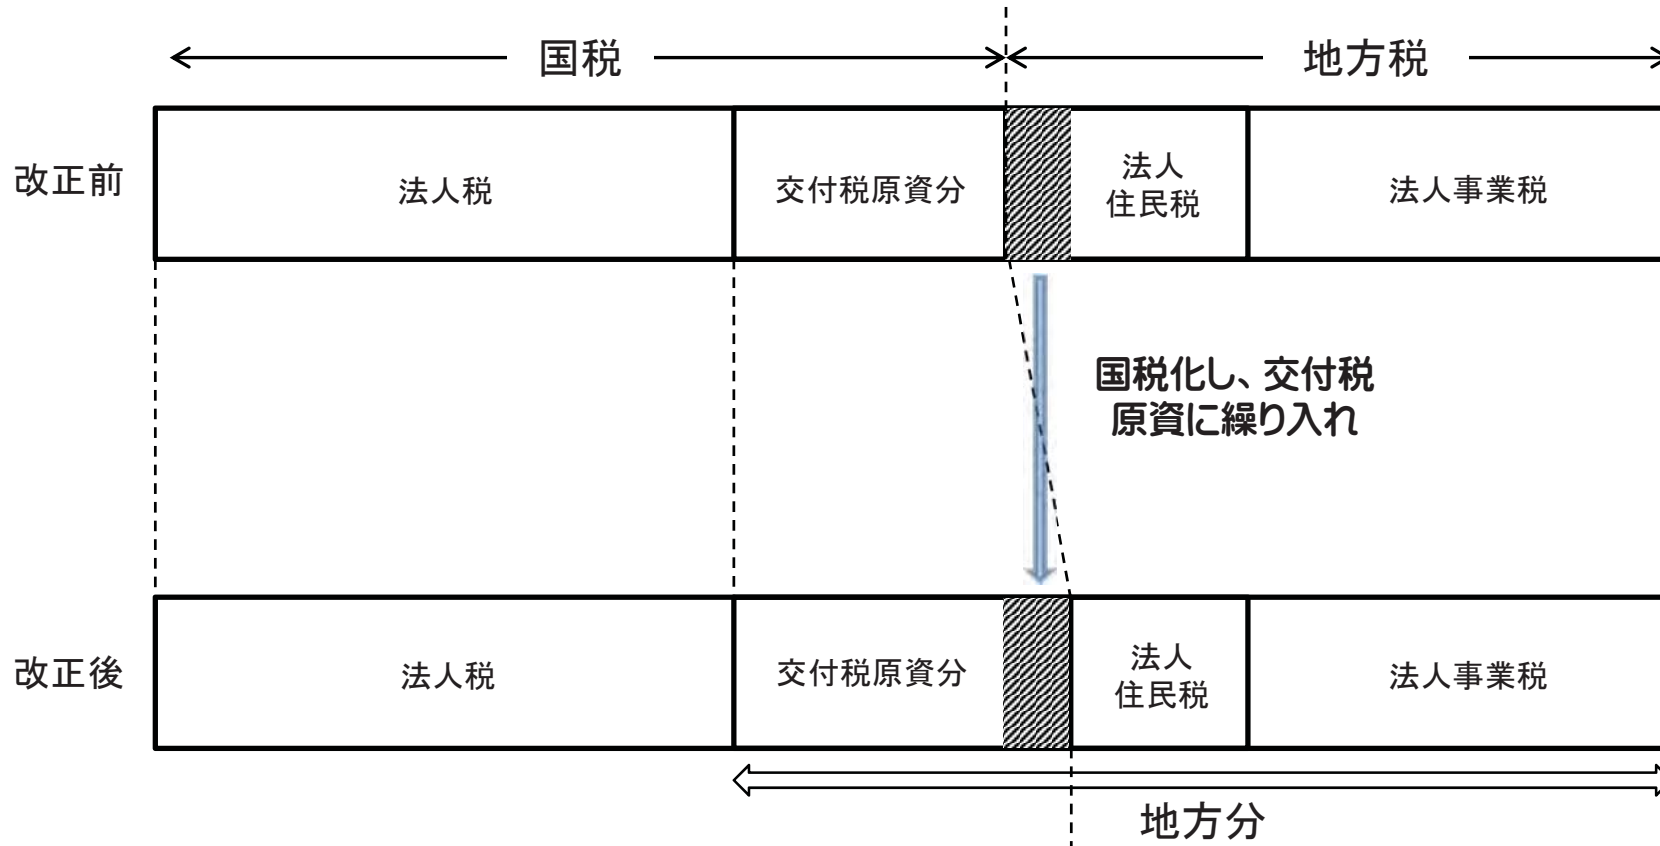 国税
地方税
改正前
法人税
交付税原資分
法人
住民税
法人事業税
国税化し、交付税
原資に繰り入れ
改正後
法人税
交付税原資分
法人
住民税
法人事業税
地方分